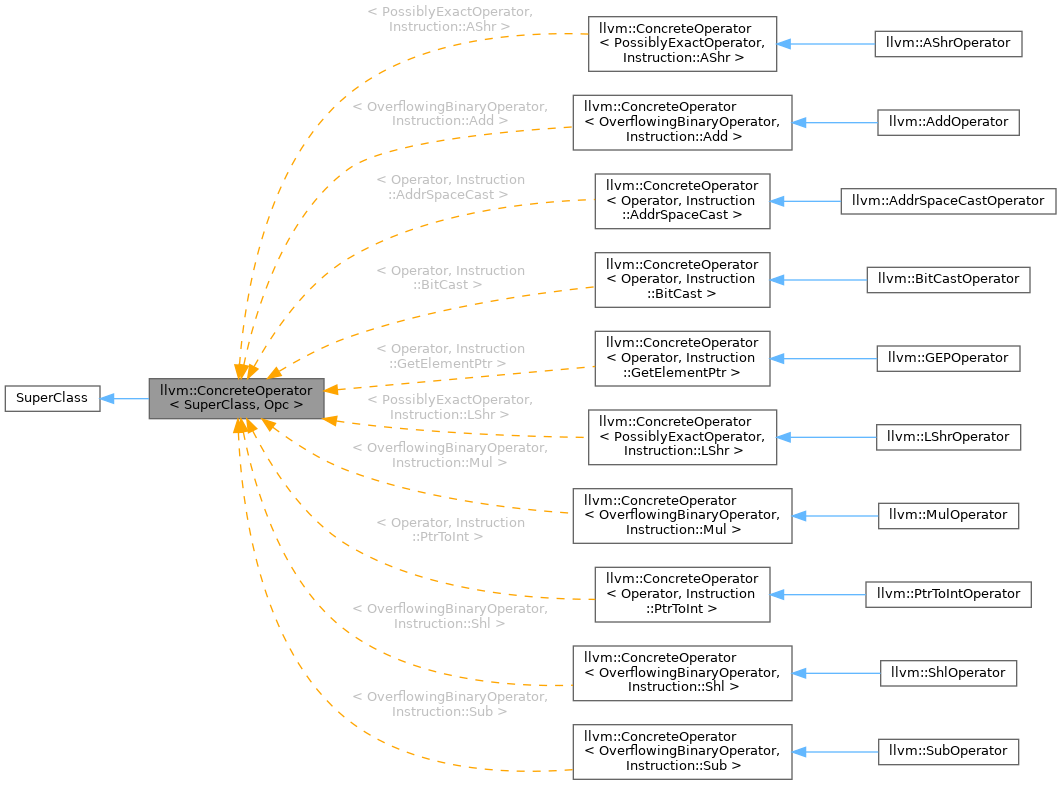 < PossiblyExactOperator,
Instruction::AShr >
llvm::ConcreteOperator
< PossiblyExactOperator,
Instruction::AShr >
llvm::AShrOperator
< OverflowingBinaryOperator,
Instruction::Add >
llvm::ConcreteOperator
< OverflowingBinaryOperator,
Instruction::Add >
llvm::AddOperator
< Operator, Instruction
::AddrSpaceCast >
llvm::ConcreteOperator
< Operator, Instruction
::AddrSpaceCast >
llvm::AddrSpaceCastOperator
< Operator, Instruction
::BitCast >
llvm::ConcreteOperator
< Operator, Instruction
::BitCast >
llvm::BitCastOperator
< Operator, Instruction
::GetElementPtr >
llvm::ConcreteOperator
< Operator, Instruction
::GetElementPtr >
llvm::GEPOperator
SuperClass
llvm::ConcreteOperator
< SuperClass, Opc >
< PossiblyExactOperator,
Instruction::LShr >
llvm::ConcreteOperator
< PossiblyExactOperator,
Instruction::LShr >
llvm::LShrOperator
< OverflowingBinaryOperator,
Instruction::Mul >
llvm::ConcreteOperator
< OverflowingBinaryOperator,
Instruction::Mul >
llvm::MulOperator
< Operator, Instruction
::PtrToInt >
llvm::ConcreteOperator
< Operator, Instruction
::PtrToInt >
llvm::PtrToIntOperator
< OverflowingBinaryOperator,
Instruction::Shl >
llvm::ConcreteOperator
< OverflowingBinaryOperator,
Instruction::Shl >
llvm::ShlOperator
< OverflowingBinaryOperator,
Instruction::Sub >
llvm::ConcreteOperator
< OverflowingBinaryOperator,
Instruction::Sub >
llvm::SubOperator